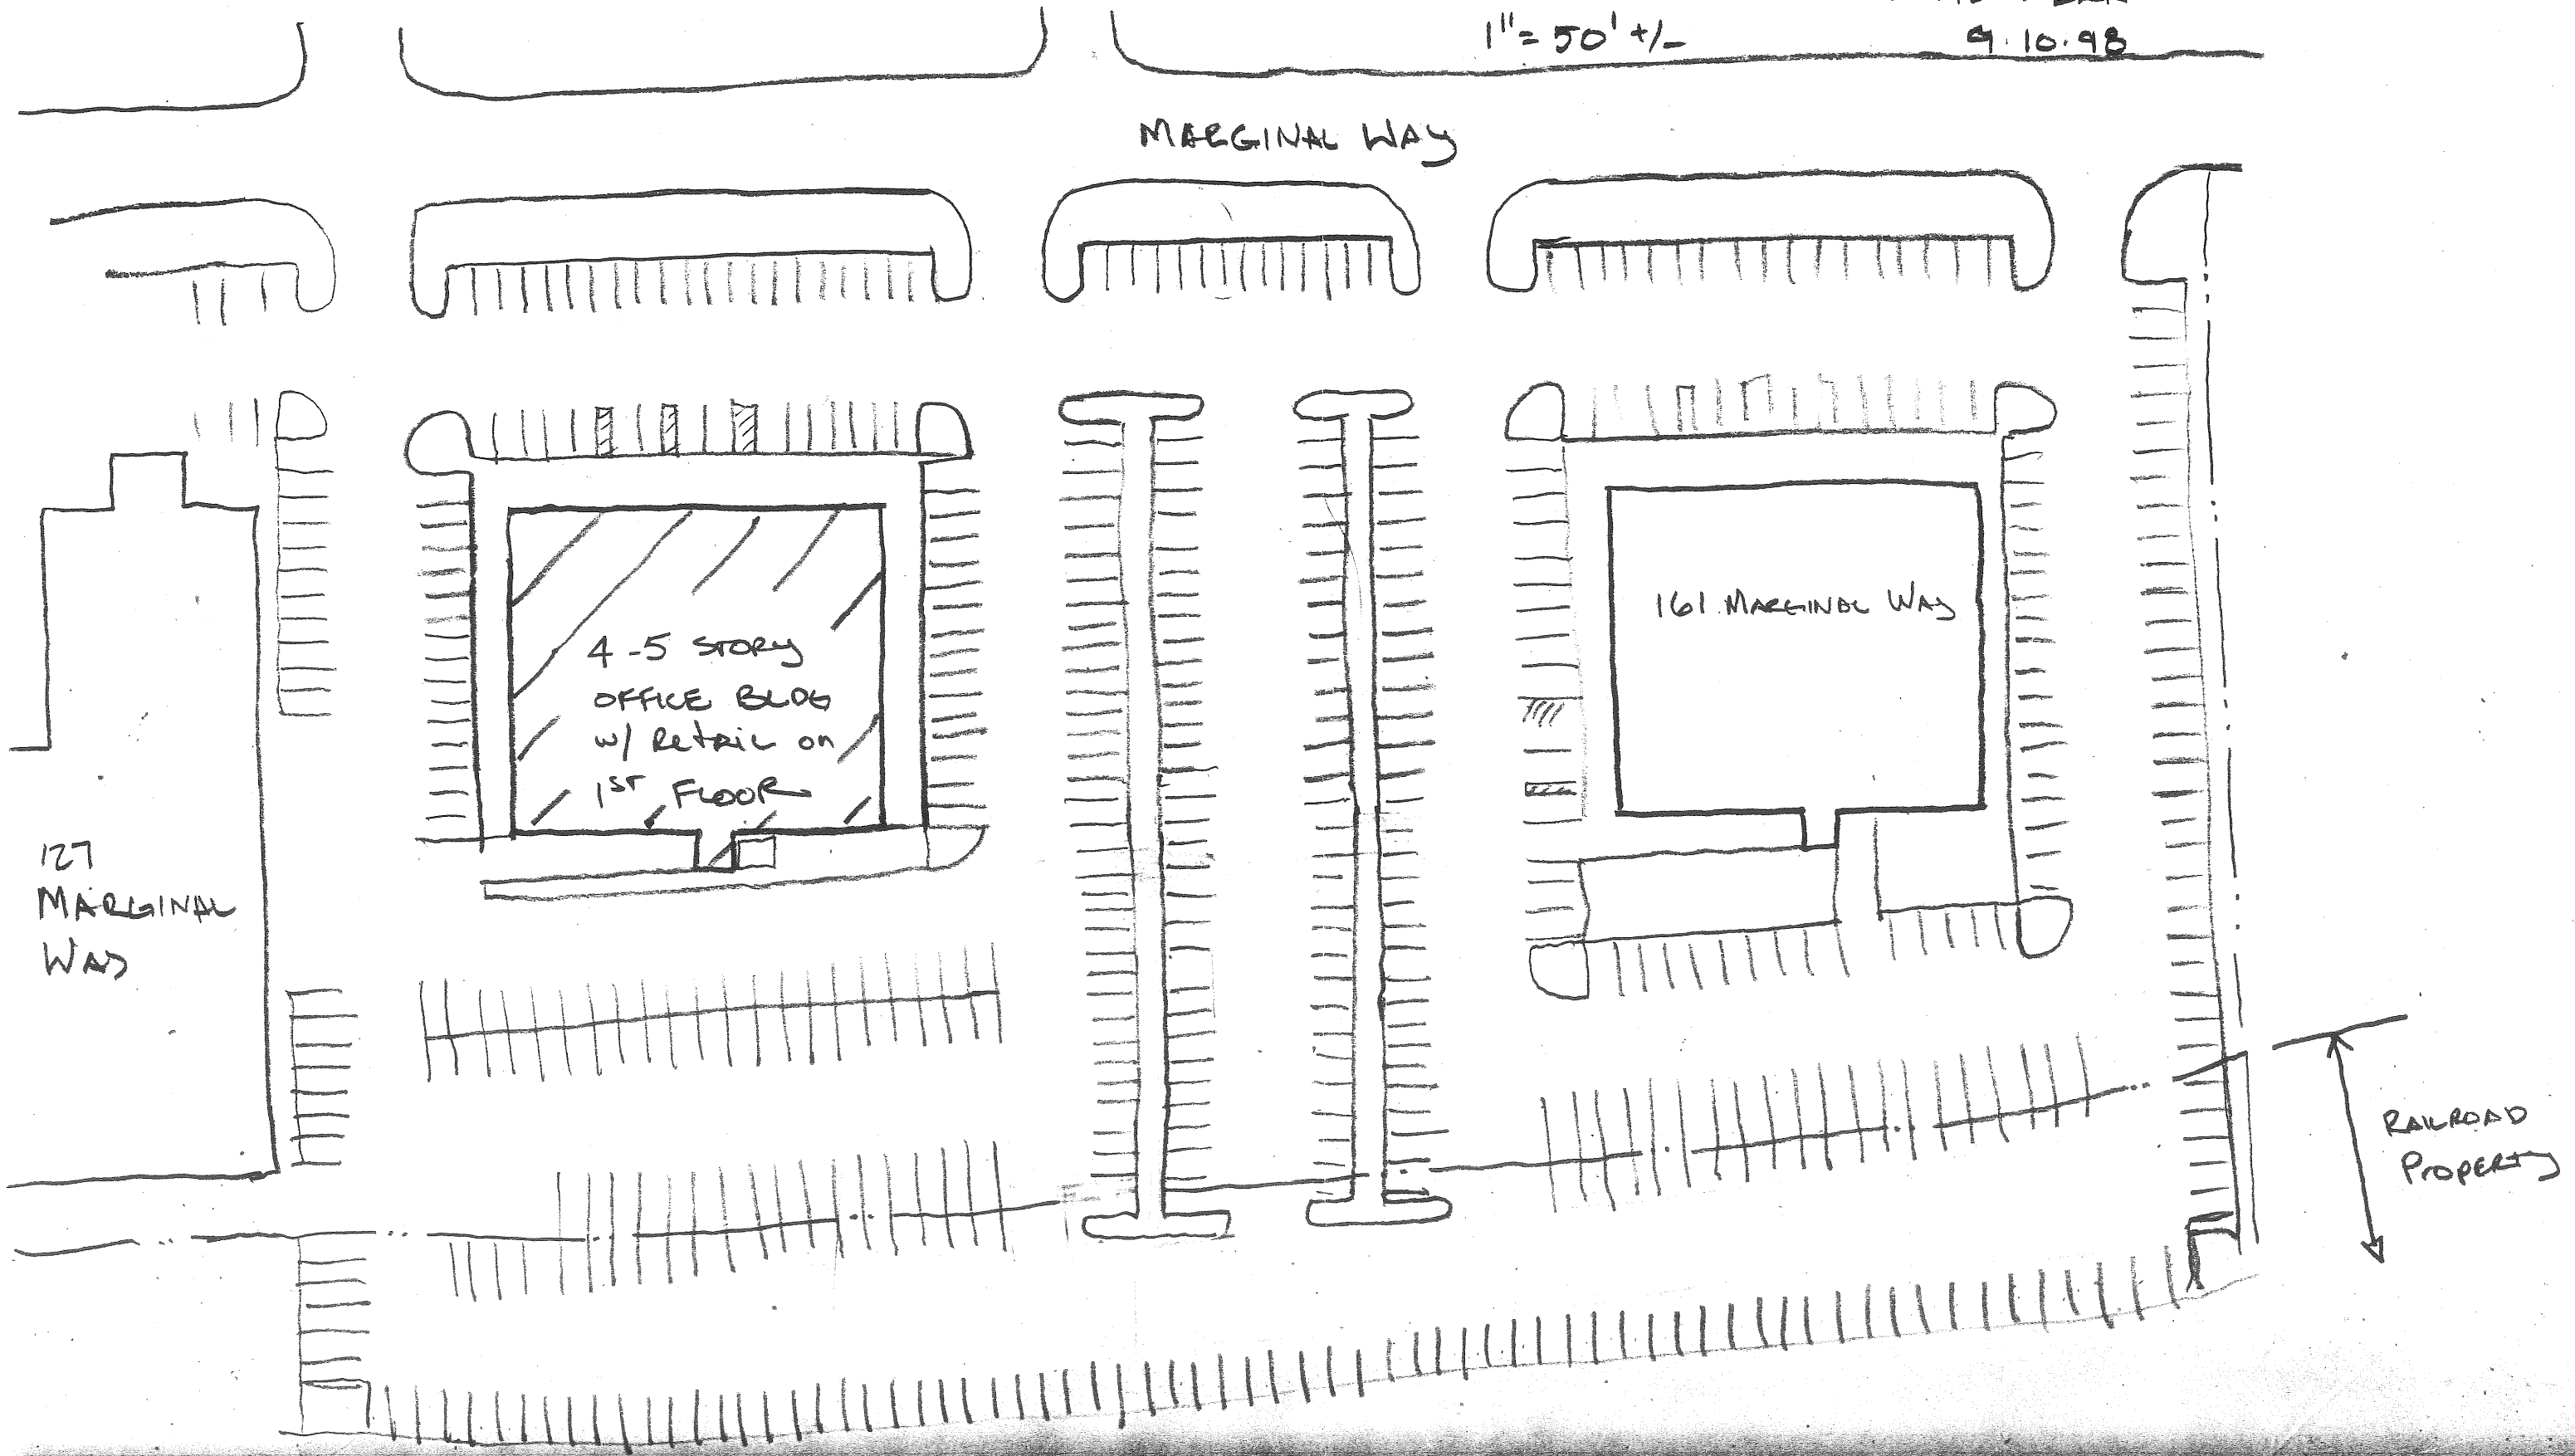 1" = 50' +/-
9.10.98
MARGINAL WAY
161 MARGINAL WAY
4-5 STORY
OFFICE BLDG
w/ Retail on
1ST FLOOR
127
MARGINAL
WAY
RAILROAD
PROPERTY